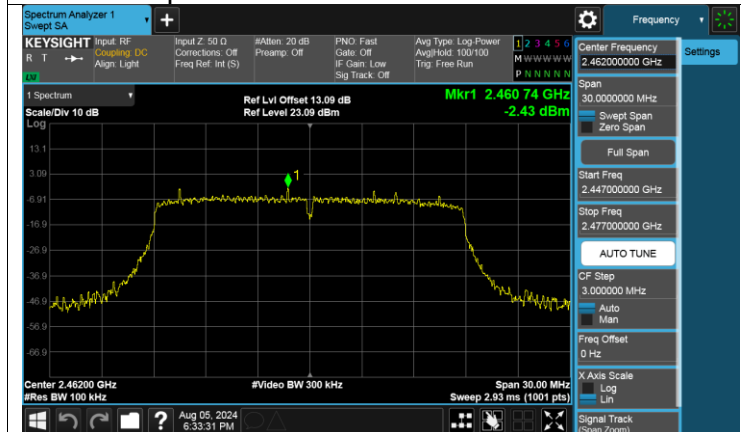 Spectrum Analyzer 1
Swept SA
+
Frequency
KEYSIGHT
R T
LXI
Input: RF
Coupling: DC
Align: Light
Input Z: 50 Ω
Corrections: Off
Freq Ref: Int (S)
#Atten: 20 dB
Preamp: Off
PNO: Fast
Gate: Off
IF Gain: Low
Sig Track: Off
Avg Type: Log-Power
Avg|Hold: 100/100
Trig: Free Run
1 2 3 4 5 6
M W W W W W
P N N N N N
1 Spectrum
Scale/Div 10 dB
Log
Ref Lvl Offset 13.09 dB
Ref Level 23.09 dBm
Mkr1 2.460 74 GHz
-2.43 dBm
13.1
3.09
-6.91
-16.9
-26.9
-36.9
-46.9
-56.9
-66.9
1
Center 2.46200 GHz
#Res BW 100 kHz
#Video BW 300 kHz
Span 30.00 MHz
Sweep 2.93 ms (1001 pts)
Center Frequency
2.462000000 GHz
Span
30.0000000 MHz
Swept Span
Zero Span
Full Span
Start Freq
2.447000000 GHz
Stop Freq
2.477000000 GHz
AUTO TUNE
CF Step
3.000000 MHz
Auto
Man
Freq Offset
0 Hz
X Axis Scale
Log
Lin
Signal Track
(Span Zoom)
Settings
?
Aug 05, 2024
6:33:31 PM